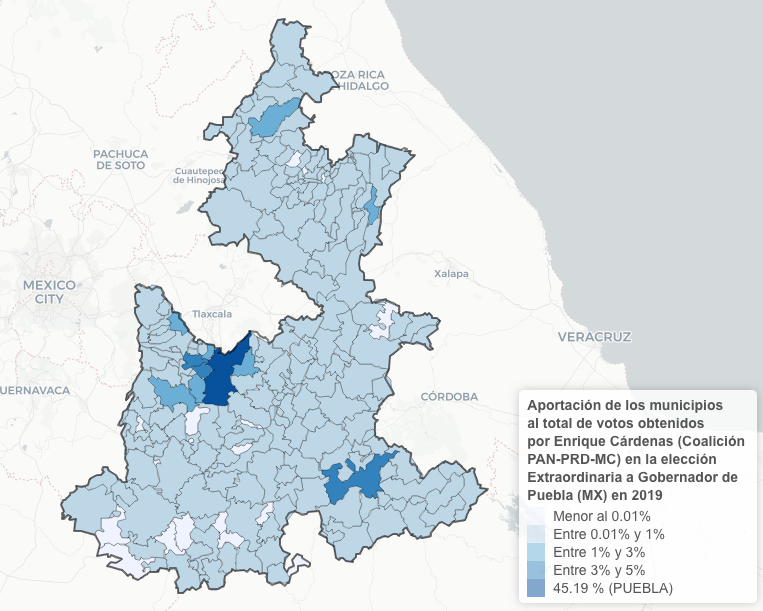 OZA RICA
HIDALGO
PACHUCA
DE SOTO
Cuautepec
de Hinojosa
MEXICO
CITY
Tlaxcala
Xalapa
VERACRUZ
UERNAVACA
CÓRDOBA
Aportación de los municipios
al total de votos obtenidos
por Enrique Cárdenas (Coalición
PAN-PRD-MC) en la elección
Extraordinaria a Gobernador de
Puebla (MX) en 2019
Menor al 0.01%
Entre 0.01% y 1%
Entre 1% y 3%
Entre 3% y 5%
45.19 % (PUEBLA)